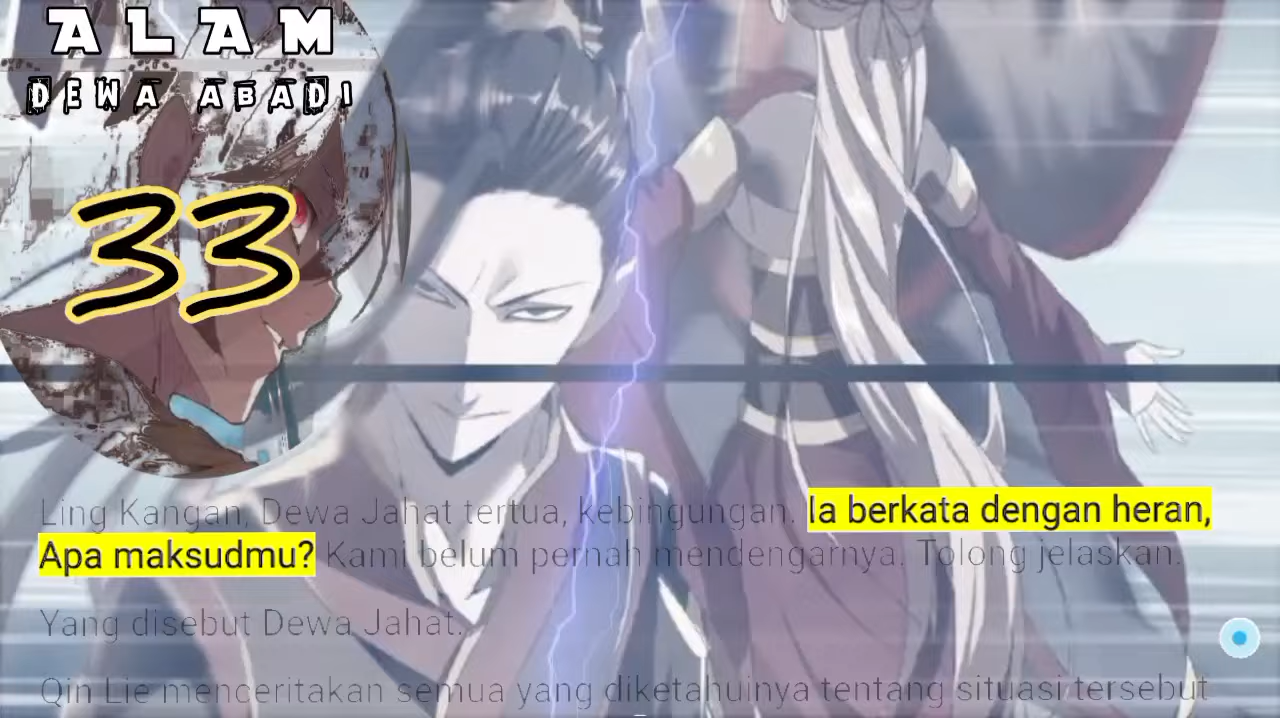 ALAM
DEWA ABADI
33
Ling Kangan, Dewa Jahat tertua, kebingungan. Ia berkata dengan heran,
Apa maksudmu? Kami belum pernah mendengarnya. Tolong jelaskan.
Yang disebut Dewa Jahat.
Qin Lie menceritakan semua yang diketahuinya tentang situasi tersebut